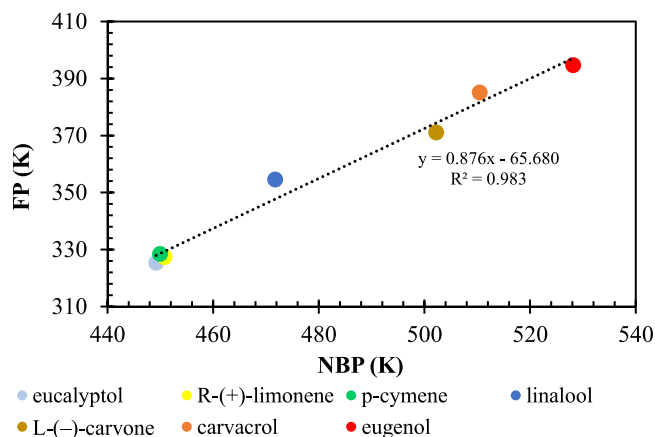 410
390
370
350
330
310
FP (K)
y = 0.876x - 65.680
R² = 0.983
440 460 480 500 520 540
NBP (K)
eucalyptol R-(+)-limonene p-cymene linalool
L-(−)-carvone carvacrol eugenol